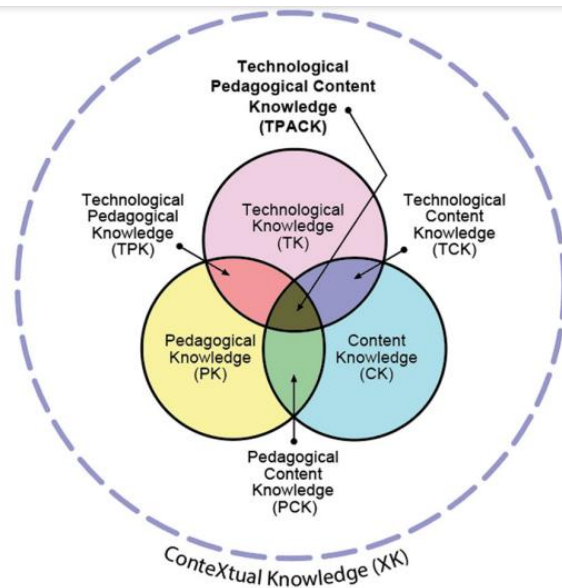 Technological
Pedagogical Content
Knowledge
(TPACK)
Technological
Pedagogical
Knowledge
(TPK)
Technological
Knowledge
(TK)
Technological
Content
Knowledge
(TCK)
Pedagogical
Knowledge
(PK)
Content
Knowledge
(CK)
Pedagogical
Content
Knowledge
(PCK)
ConteXtual Knowledge (XK)